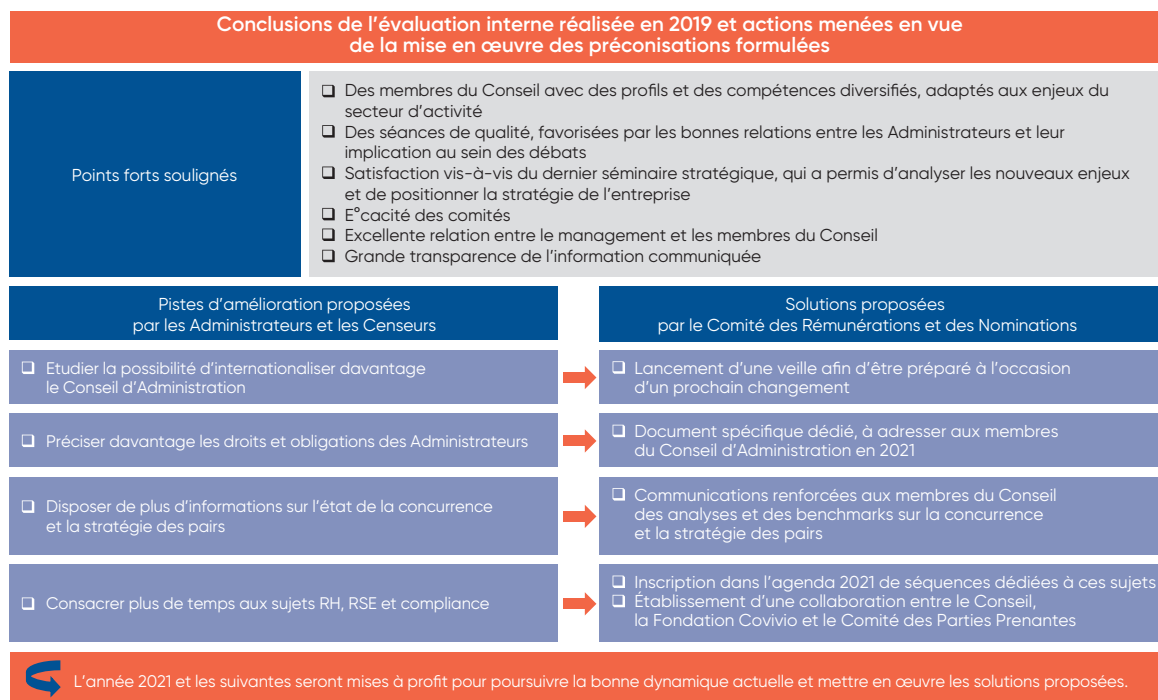 Conclusions de l’évaluation interne réalisée en 2019 et actions menées en vue
de la mise en œuvre des préconisations formulées
Points forts soulignés
❑ Des membres du Conseil avec des profils et des compétences diversifiés, adaptés aux enjeux du
secteur d’activité
❑ Des séances de qualité, favorisées par les bonnes relations entre les Administrateurs et leur
implication au sein des débats
❑ Satisfaction vis-à-vis du dernier séminaire stratégique, qui a permis d’analyser les nouveaux enjeux
et de positionner la stratégie de l’entreprise
❑ E°cacité des comités
❑ Excellente relation entre le management et les membres du Conseil
❑ Grande transparence de l’information communiquée
Pistes d’amélioration proposées
par les Administrateurs et les Censeurs
Solutions proposées
par le Comité des Rémunérations et des Nominations
❑ Etudier la possibilité d’internationaliser davantage
le Conseil d’Administration
❑ Lancement d’une veille afin d’être préparé à l’occasion
d’un prochain changement
❑ Préciser davantage les droits et obligations des Administrateurs
❑ Document spécifique dédié, à adresser aux membres
du Conseil d’Administration en 2021
❑ Disposer de plus d’informations sur l’état de la concurrence
et la stratégie des pairs
❑ Communications renforcées aux membres du Conseil
des analyses et des benchmarks sur la concurrence
et la stratégie des pairs
❑ Consacrer plus de temps aux sujets RH, RSE et compliance
❑ Inscription dans l’agenda 2021 de séquences dédiées à ces sujets
❑ Établissement d’une collaboration entre le Conseil,
la Fondation Covivio et le Comité des Parties Prenantes
L’année 2021 et les suivantes seront mises à profit pour poursuivre la bonne dynamique actuelle et mettre en œuvre les solutions proposées.